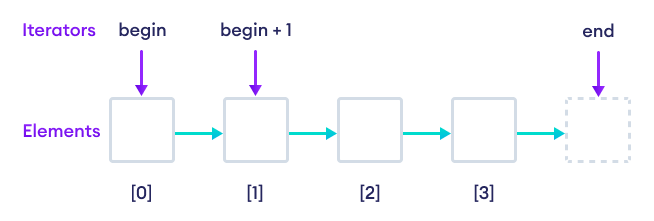 Iterators begin begin + 1 end
Elements
[0] [1] [2] [3]